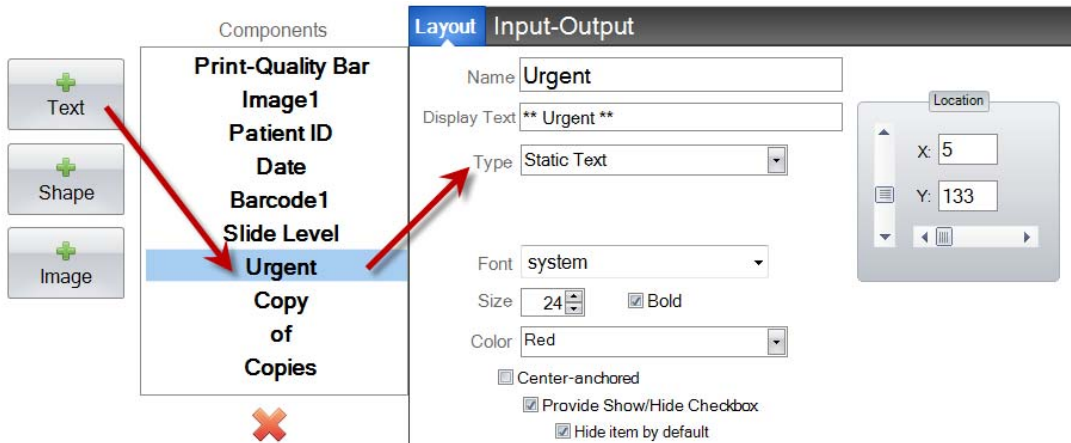 Text
Shape
Image
Components
Print-Quality Bar
Image1
Patient ID
Date
Barcode1
Slide Level
Urgent
Copy
of
Copies
Layout Input-Output
Name Urgent
Display Text ** Urgent **
Type Static Text
Font system
Size 24 Bold
Color Red
Center-anchored
Provide Show/Hide Checkbox
Hide item by default
Location
X: 5
Y: 133